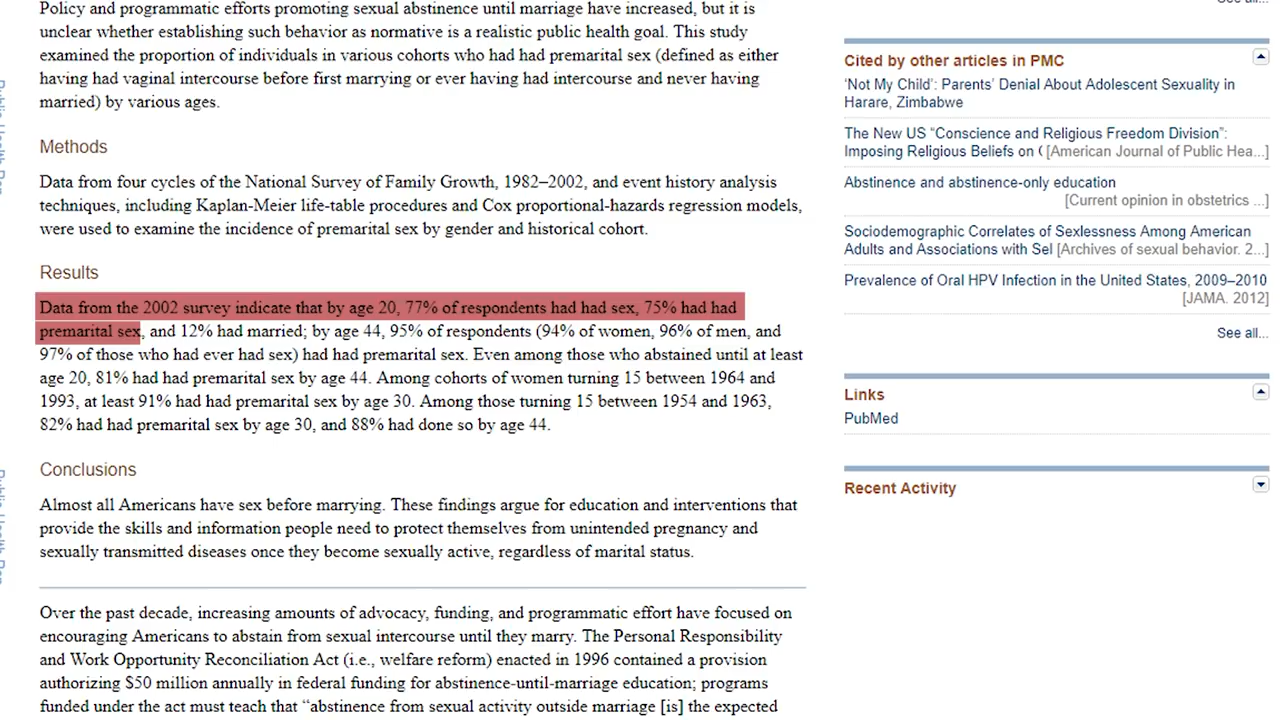 Policy and programmatic efforts promoting sexual abstinence until marriage have increased, but it is
unclear whether establishing such behavior as normative is a realistic public health goal. This study
examined the proportion of individuals in various cohorts who had had premarital sex (defined as either
having had vaginal intercourse before first marrying or ever having had intercourse and never having
married) by various ages.
Methods
Data from four cycles of the National Survey of Family Growth, 1982–2002, and event history analysis
techniques, including Kaplan-Meier life-table procedures and Cox proportional-hazards regression models,
were used to examine the incidence of premarital sex by gender and historical cohort.
Results
Data from the 2002 survey indicate that by age 20, 77% of respondents had had sex, 75% had had
premarital sex, and 12% had married; by age 44, 95% of respondents (94% of women, 96% of men, and
97% of those who had ever had sex) had had premarital sex. Even among those who abstained until at least
age 20, 81% had had premarital sex by age 44. Among cohorts of women turning 15 between 1964 and
1993, at least 91% had had premarital sex by age 30. Among those turning 15 between 1954 and 1963,
82% had had premarital sex by age 30, and 88% had done so by age 44.
Conclusions
Almost all Americans have sex before marrying. These findings argue for education and interventions that
provide the skills and information people need to protect themselves from unintended pregnancy and
sexually transmitted diseases once they become sexually active, regardless of marital status.
Over the past decade, increasing amounts of advocacy, funding, and programmatic effort have focused on
encouraging Americans to abstain from sexual intercourse until they marry. The Personal Responsibility
and Work Opportunity Reconciliation Act (i.e., welfare reform) enacted in 1996 contained a provision
authorizing $50 million annually in federal funding for abstinence-until-marriage education; programs
funded under the act must teach that “abstinence from sexual activity outside marriage [is] the expected
See all...
Cited by other articles in PMC
‘Not My Child’: Parents’ Denial About Adolescent Sexuality in
Harare, Zimbabwe
The New US “Conscience and Religious Freedom Division”:
Imposing Religious Beliefs on ( [American Journal of Public Hea...]
Abstinence and abstinence-only education
[Current opinion in obstetrics ...]
Sociodemographic Correlates of Sexlessness Among American
Adults and Associations with Sel [Archives of sexual behavior. 2...]
Prevalence of Oral HPV Infection in the United States, 2009–2010
[JAMA. 2012]
See all...
Links
PubMed
Recent Activity